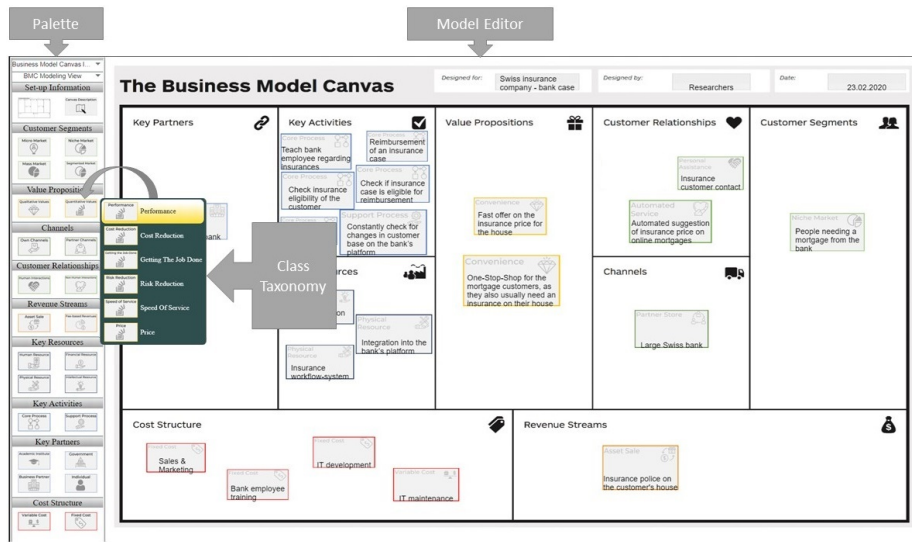 Palette
Model Editor
Business Model Canvas I...
BMC Modeling View
Set-up Information
Canvas Description
Customer Segments
Micro Market
Niche Market
Mass Market
Segmented Market
Value Proposition
Qualitative Values
Quantitative Values
Channels
Own Channels
Partner Channels
Customer Relationships
Revenue Streams
Asset Sale
Key Resources
Human Resource
Financial Resource
Physical Resource
Intellectual Resource
Key Activities
Core Process
Support Process
Key Partners
Academic Institute
Government
Business Partner
Individual
Cost Structure
Variable Cost
Fixed Cost
Performance
Performance
Cost Reduction
Cost Reduction
Getting The Job Done
Getting The Job Done
Risk Reduction
Risk Reduction
Speed of Service
Speed Of Service
Price
Price
Class
Taxonomy
The Business Model Canvas
Designed for:
Swiss insurance
company - bank case
Designed by:
Researchers
Date:
23.02.2020
Key Partners
bank
Key Activities
Core Process
Teach bank
employee regarding
insurances
Core Process
Reimbursement
of an insurance
case
Core Process
Check insurance
eligibility of the
customer
Core Process
Check if insurance
case is eligible for
reimbursement
Core Process
Support Process
Constantly check for
changes in customer
base on the bank's
platform
Physical
Resource
Integration into the
bank's platform
Physical
Resource
Insurance
workflow-system
Value Propositions
Convenience
Fast offer on the
insurance price for
the house
Convenience
One-Stop-Shop for the
mortgage customers, as
they also usually need an
insurance on their house
Customer Relationships
Personal
Assistance
Insurance
customer contact
Automated
Service
Automated suggestion
of insurance price on
online mortgages
Channels
Partner Store
Large Swiss bank
Customer Segments
Niche Market
People needing a
mortgage from the
bank
Cost Structure
Fixed Cost
Sales &
Marketing
Fixed Cost
Bank employee
training
Fixed Cost
IT development
Variable Cost
IT maintenance
Revenue Streams
Asset Sale
Insurance police on
the customer's house